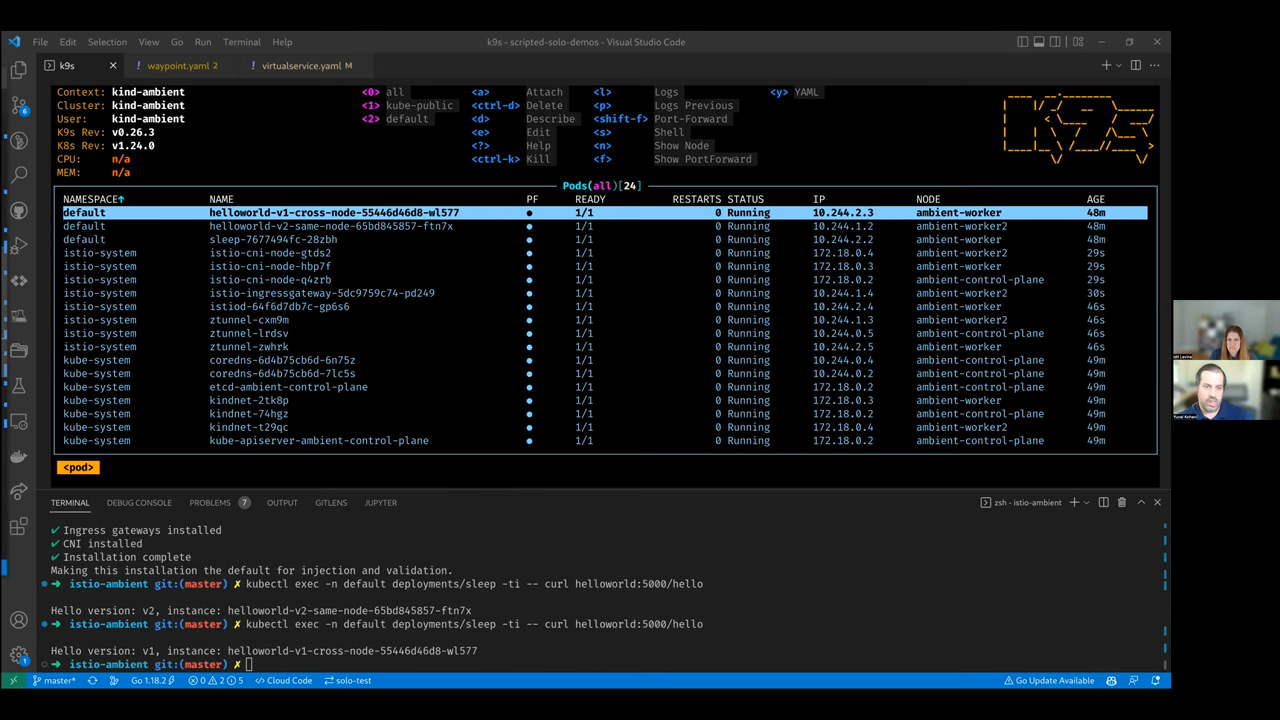 File Edit Selection View Go Run Terminal Help k9s - scripted-solo-demos - Visual Studio Code
k9s waypoint.yaml 2 virtualservice.yaml M
Context: kind-ambient <0> all <a> Attach <l> Logs <y> YAML
Cluster: kind-ambient <1> kube-public <ctrl-d> Delete <p> Logs Previous
User: kind-ambient <2> default <d> Describe <shift-f> Port-Forward
K9s Rev: v0.26.3 <e> Edit <s> Shell
K8s Rev: v1.24.0 <?> Help <n> Show Node
CPU: n/a <ctrl-k> Kill <f> Show PortForward
MEM: n/a
Pods(all)[24]
NAMESPACE↑ NAME PF READY RESTARTS STATUS IP NODE AGE
default helloworld-v1-cross-node-55446d46d8-wl577 ● 1/1 0 Running 10.244.2.3 ambient-worker 48m
default helloworld-v2-same-node-65bd845857-ftn7x ● 1/1 0 Running 10.244.1.2 ambient-worker2 48m
default sleep-7677494fc-28zbh ● 1/1 0 Running 10.244.2.2 ambient-worker 48m
istio-system istio-cni-node-gtds2 ● 1/1 0 Running 172.18.0.4 ambient-worker2 29s
istio-system istio-cni-node-hbp7f ● 1/1 0 Running 172.18.0.3 ambient-worker 29s
istio-system istio-cni-node-q4zrb ● 1/1 0 Running 172.18.0.2 ambient-control-plane 29s
istio-system istio-ingressgateway-5dc9759c74-pd249 ● 1/1 0 Running 10.244.1.4 ambient-worker2 30s
istio-system istiod-64f6d7db7c-gp6s6 ● 1/1 0 Running 10.244.2.4 ambient-worker 46s
istio-system ztunnel-cxm9m ● 1/1 0 Running 10.244.1.3 ambient-worker2 46s
istio-system ztunnel-lrdsv ● 1/1 0 Running 10.244.0.5 ambient-control-plane 46s
istio-system ztunnel-zwhrk ● 1/1 0 Running 10.244.2.5 ambient-worker 46s
kube-system coredns-6d4b75cb6d-6n75z ● 1/1 0 Running 10.244.0.4 ambient-control-plane 49m
kube-system coredns-6d4b75cb6d-7lc5s ● 1/1 0 Running 10.244.0.2 ambient-control-plane 49m
kube-system etcd-ambient-control-plane ● 1/1 0 Running 172.18.0.2 ambient-control-plane 49m
kube-system kindnet-2tk8p ● 1/1 0 Running 172.18.0.3 ambient-worker 49m
kube-system kindnet-74hgz ● 1/1 0 Running 172.18.0.2 ambient-control-plane 49m
kube-system kindnet-t29qc ● 1/1 0 Running 172.18.0.4 ambient-worker2 49m
kube-system kube-apiserver-ambient-control-plane ● 1/1 0 Running 172.18.0.2 ambient-control-plane 49m
<pod>
TERMINAL DEBUG CONSOLE PROBLEMS 7 OUTPUT GITLENS JUPYTER zsh - istio-ambient
✔ Ingress gateways installed
✔ CNI installed
✔ Installation complete
Making this installation the default for injection and validation.
➜ istio-ambient git:(master) ✗ kubectl exec -n default deployments/sleep -ti -- curl helloworld:5000/hello
Hello version: v2, instance: helloworld-v2-same-node-65bd845857-ftn7x
➜ istio-ambient git:(master) ✗ kubectl exec -n default deployments/sleep -ti -- curl helloworld:5000/hello
Hello version: v1, instance: helloworld-v1-cross-node-55446d46d8-wl577
➜ istio-ambient git:(master) ✗
master* Go 1.18.2 0 2 5 Cloud Code solo-test Go Update Available